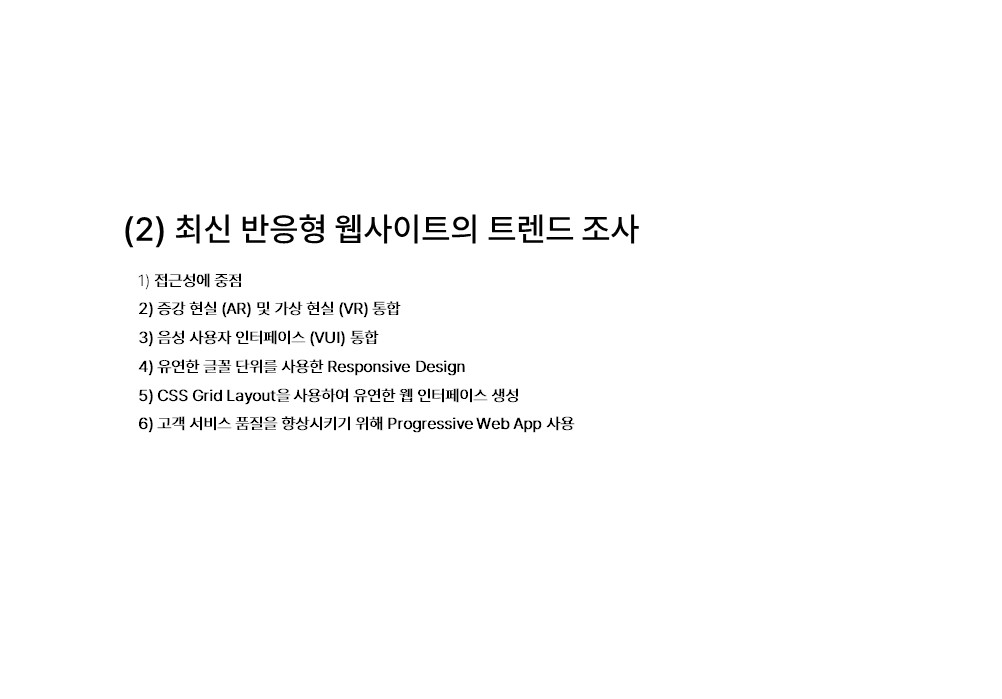 (2) 최신 반응형 웹사이트의 트렌드 조사
1) 접근성에 중점
2) 증강 현실 (AR) 및 가상 현실 (VR) 통합
3) 음성 사용자 인터페이스 (VUI) 통합
4) 유연한 글꼴 단위를 사용한 Responsive Design
5) CSS Grid Layout을 사용하여 유연한 웹 인터페이스 생성
6) 고객 서비스 품질을 향상시키기 위해 Progressive Web App 사용